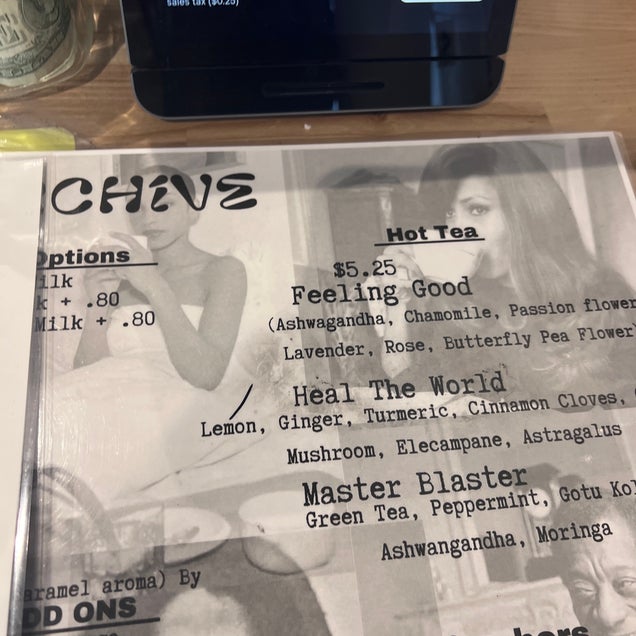 sales tax ($0.25)
CHIVE
Options
ilk
k + .80
Milk + .80
Hot Tea
$5.25
Feeling Good
(Ashwagandha, Chamomile, Passion flower
Lavender, Rose, Butterfly Pea Flower)
Heal The World
Lemon, Ginger, Turmeric, Cinnamon Cloves,
Mushroom, Elecampane, Astragalus
Master Blaster
Green Tea, Peppermint, Gotu Kol
Ashwangandha, Moringa
aramel aroma) By
DD ONS